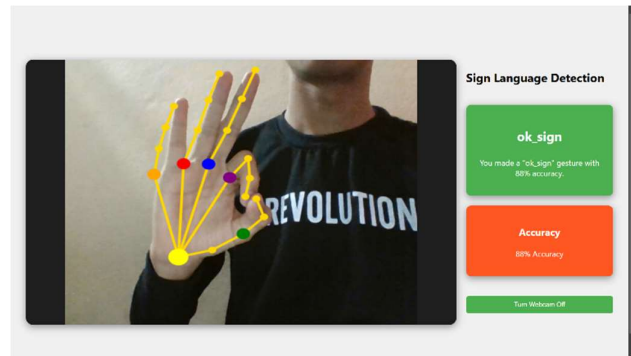 Sign Language Detection
ok_sign
You made a "ok_sign" gesture with
88% accuracy.
REVOLUTION
Accuracy
88% Accuracy
Turn Webcam Off